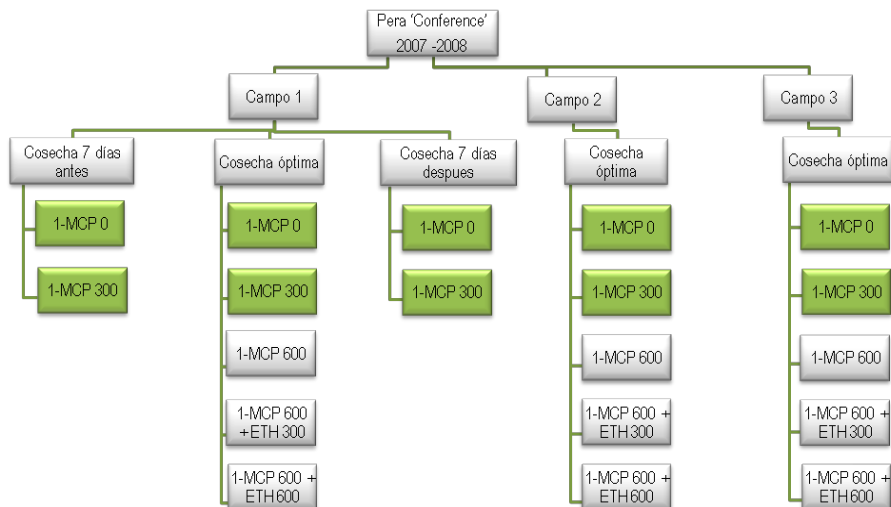 Pera ‘Conference’
2007 -2008
Campo 1
Campo 2
Campo 3
Cosecha 7 días
antes
Cosecha óptima
Cosecha 7 días
despues
Cosecha
óptima
Cosecha óptima
1-MCP 0
1-MCP 0
1-MCP 0
1-MCP 0
1-MCP 0
1-MCP 300
1-MCP 300
1-MCP 300
1-MCP 300
1-MCP 300
1-MCP 600
1-MCP 600
1-MCP 600
1-MCP 600
+ETH 300
1-MCP 600 +
ETH 300
1-MCP 600 +
ETH 300
1-MCP 600 +
ETH 600
1-MCP 600 +
ETH 600
1-MCP 600 +
ETH 600